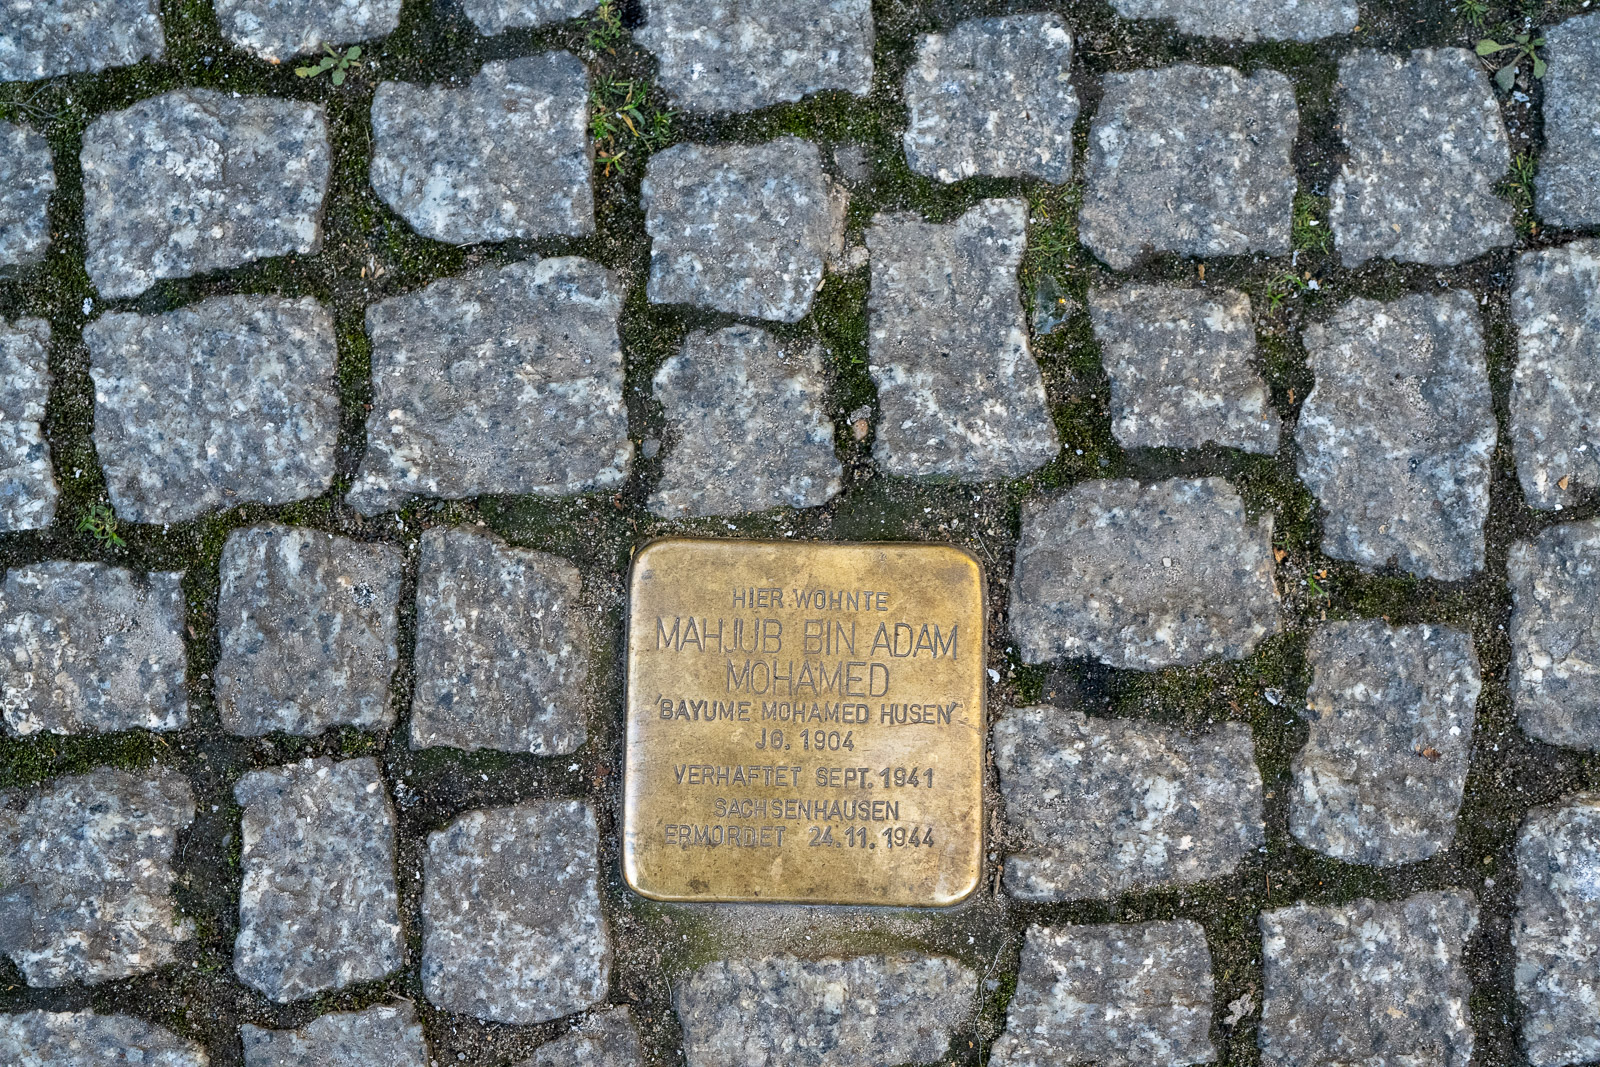 HIER WOHNTE
MAHJUB BIN ADAM
MOHAMED
'BAYUME MOHAMED HUSEN'
JG. 1904
VERHAFTET SEPT. 1941
SACHSENHAUSEN
ERMORDET 24.11.1944